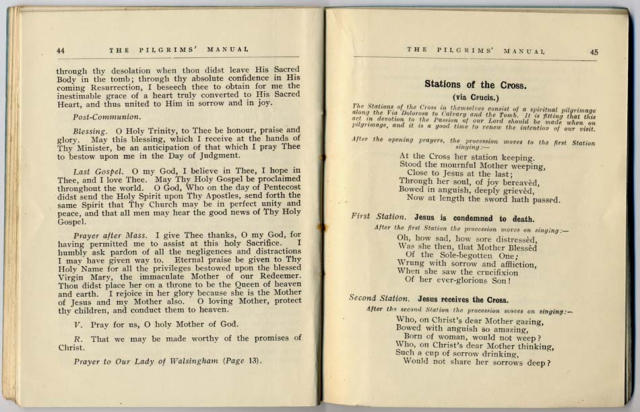 44 THE PILGRIMS' MANUAL
through thy desolation when thou didst leave His Sacred
Body in the tomb; through thy absolute confidence in His
coming Resurrection, I beseech thee to obtain for me the
inestimable grace of a heart truly converted to His Sacred
Heart, and thus united to Him in sorrow and in joy.
Post-Communion.
Blessing. O Holy Trinity, to Thee be honour, praise and
glory. May this blessing, which I receive at the hands of
Thy Minister, be an anticipation of that which I pray Thee
to bestow upon me in the Day of Judgment.
Last Gospel. O my God, I believe in Thee, I hope in
Thee, and I love Thee. May Thy Holy Gospel be proclaimed
throughout the world. O God, Who on the day of Pentecost
didst send the Holy Spirit upon Thy Apostles, send forth the
same Spirit that Thy Church may be in perfect unity and
peace, and that all men may hear the good news of Thy Holy
Gospel.
Prayer after Mass. I give Thee thanks, O my God, for
having permitted me to assist at this holy Sacrifice. I
humbly ask pardon of all the negligences and distractions
I may have given way to. Eternal praise be given to Thy
Holy Name for all the privileges bestowed upon the blessed
Virgin Mary, the immaculate Mother of our Redeemer.
Thou didst place her on a throne to be the Queen of heaven
and earth. I rejoice in her glory because she is the Mother
of Jesus and my Mother also. O loving Mother, protect
thy children, and conduct them to heaven.
V. Pray for us, O holy Mother of God.
R. That we may be made worthy of the promises of
Christ.
Prayer to Our Lady of Walsingham (Page 13).
THE PILGRIMS' MANUAL 45
Stations of the Cross.
(via Crucis.)
The Stations of the Cross in themselves consist of a spiritual pilgrimage
along the Via Dolorosa to Calvary and the Tomb. It is fitting that this
act in devotion to the Passion of our Lord should be made when on
pilgrimage, and it is a good time to renew the intention of our visit.
After the opening prayers, the procession moves to the first Station
singing:—
At the Cross her station keeping.
Stood the mournful Mother weeping,
Close to Jesus at the last;
Through her soul, of joy bereavèd,
Bowed in anguish, deeply grievèd,
Now at length the sword hath passed.
First Station. Jesus is condemned to death.
After the first Station the procession moves on singing:—
Oh, how sad, how sore distressèd,
Was she then, that Mother Blessèd
Of the Sole-begotten One;
Wrung with sorrow and affliction,
When she saw the crucifixion
Of her ever-glorious Son!
Second Station. Jesus receives the Cross.
After the second Station the procession moves on singing:—
Who, on Christ's dear Mother gazing,
Bowed with anguish so amazing,
Born of woman, would not weep?
Who, on Christ's dear Mother thinking,
Such a cup of sorrow drinking,
Would not share her sorrows deep?